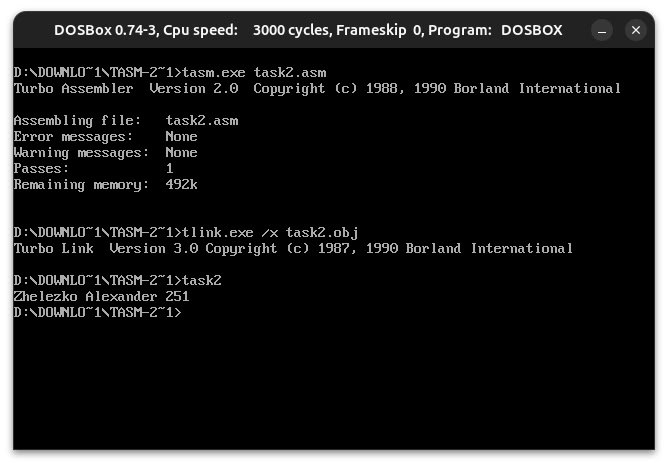 DOSBox 0.74-3, Cpu speed: 3000 cycles, Frameskip 0, Program: DOSBOX
D:\DOWNLO~1\TASM-2~1>tasm.exe task2.asm
Turbo Assembler Version 2.0 Copyright (c) 1988, 1990 Borland International
Assembling file: task2.asm
Error messages: None
Warning messages: None
Passes: 1
Remaining memory: 492k
D:\DOWNLO~1\TASM-2~1>tlink.exe /x task2.obj
Turbo Link Version 3.0 Copyright (c) 1987, 1990 Borland International
D:\DOWNLO~1\TASM-2~1>task2
Zhelezko Alexander 251
D:\DOWNLO~1\TASM-2~1>